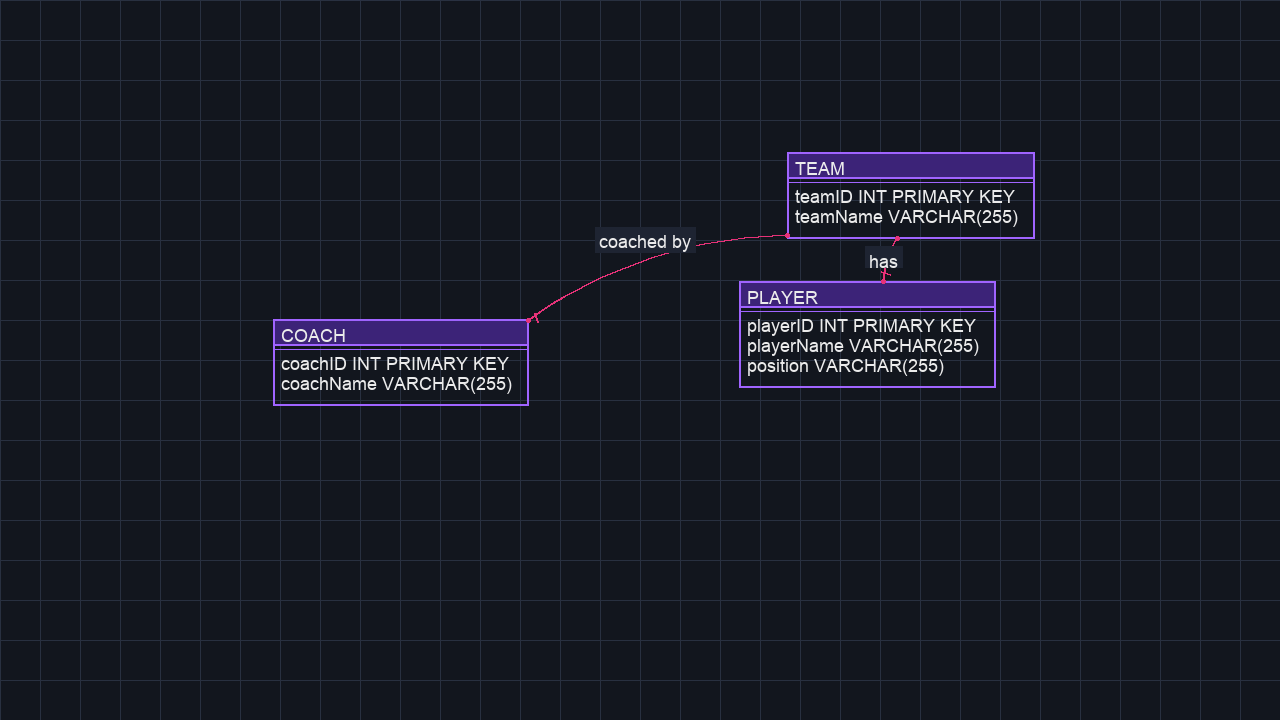 TEAM
teamID INT PRIMARY KEY
teamName VARCHAR(255)
coached by
has
PLAYER
playerID INT PRIMARY KEY
playerName VARCHAR(255)
position VARCHAR(255)
COACH
coachID INT PRIMARY KEY
coachName VARCHAR(255)